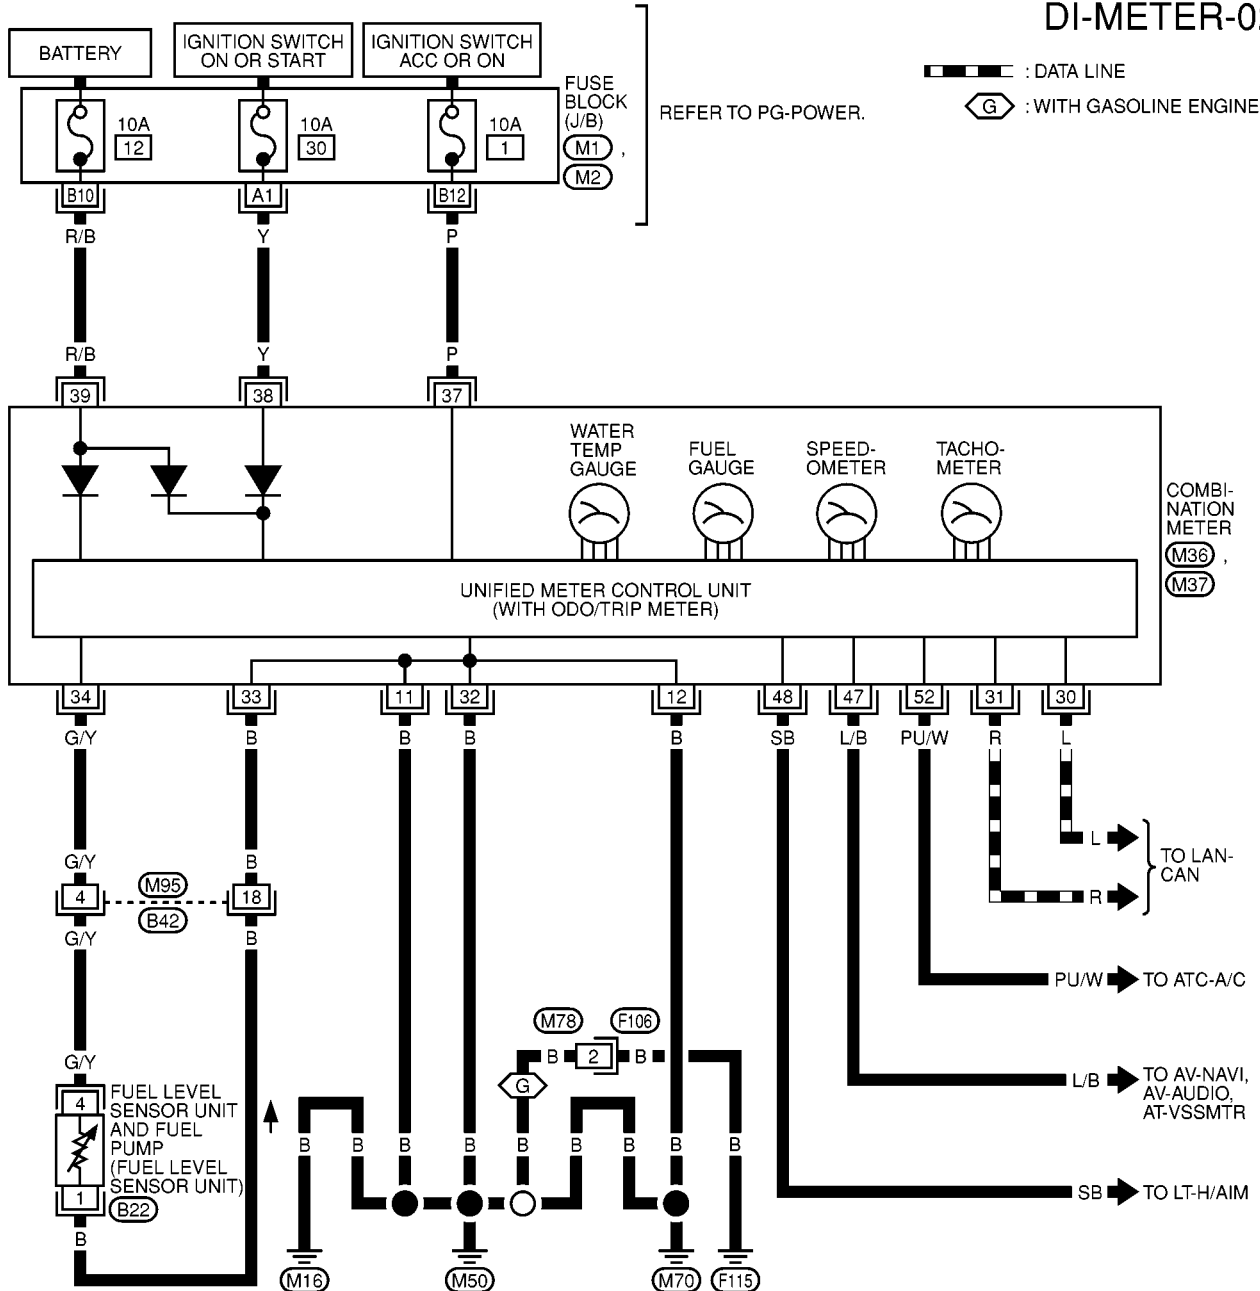 DI-METER-0
BATTERY
IGNITION SWITCH
ON OR START
IGNITION SWITCH
ACC OR ON
: DATA LINE
G : WITH GASOLINE ENGINE
FUSE
BLOCK
(J/B)
M1 ,
M2
REFER TO PG-POWER.
10A
12
10A
30
10A
1
B10
A1
B12
R/B
Y
P
R/B
Y
P
39
38
37
WATER
TEMP
GAUGE
FUEL
GAUGE
SPEED-
OMETER
TACHO-
METER
COMBI-
NATION
METER
M36 ,
M37
UNIFIED METER CONTROL UNIT
(WITH ODO/TRIP METER)
34
33
11
32
12
48
47
52
31
30
G/Y
B
B
B
B
SB
L/B
PU/W
R
L
L
R
TO LAN-
CAN
G/Y
B
4
M95
B42
18
G/Y
B
PU/W
TO ATC-A/C
M78
F106
B
2
B
G
G/Y
4
FUEL LEVEL
SENSOR UNIT
AND FUEL
PUMP
(FUEL LEVEL
SENSOR UNIT)
1
B22
B
L/B
TO AV-NAVI,
AV-AUDIO,
AT-VSSMTR
B
B
B
B
B
B
B
B
B
SB
TO LT-H/AIM
M16
M50
M70
F115